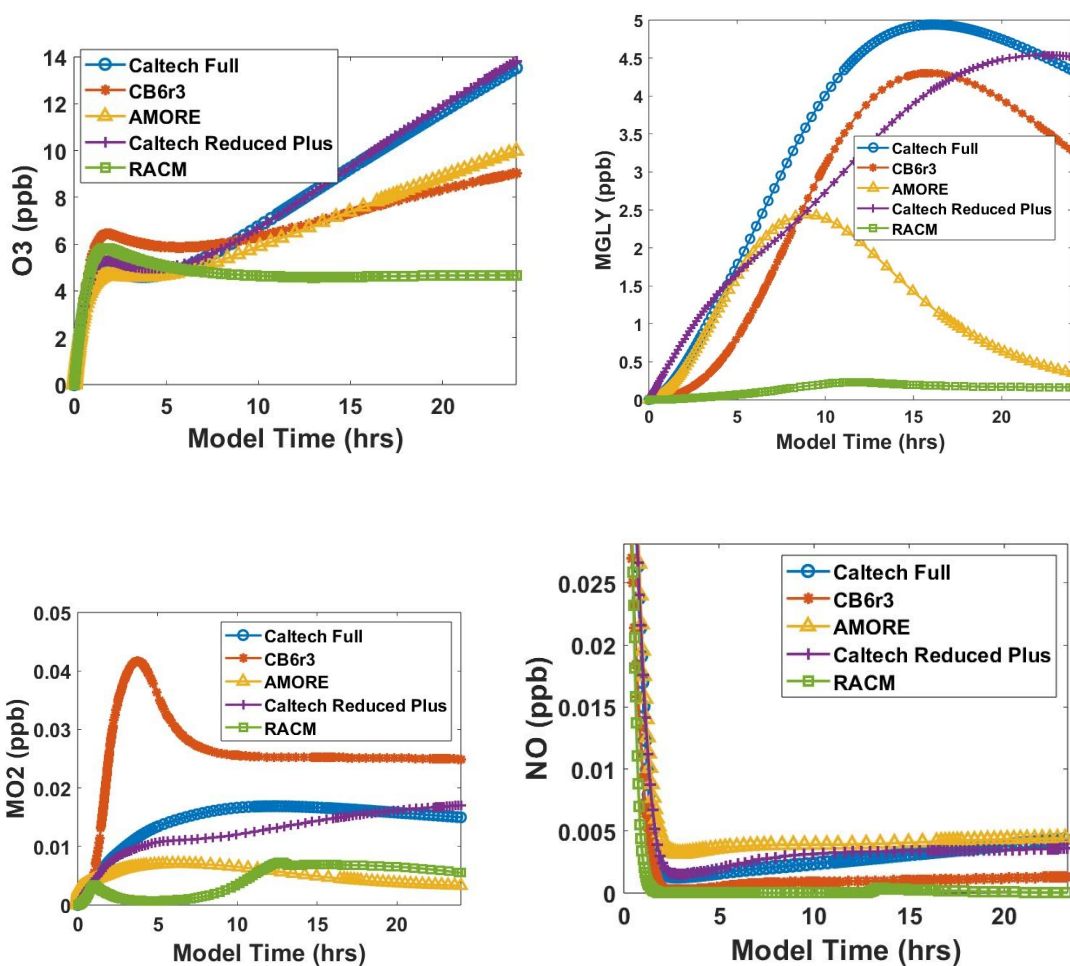 O3 (ppb)
14
12
10
8
6
4
2
0
Caltech Full
CB6r3
AMORE
Caltech Reduced Plus
RACM
0 5 10 15 20
Model Time (hrs)
MGLY (ppb)
5
4.5
4
3.5
3
2.5
2
1.5
1
0.5
0
Caltech Full
CB6r3
AMORE
Caltech Reduced Plus
RACM
0 5 10 15 20
Model Time (hrs)
MO2 (ppb)
0.05
0.04
0.03
0.02
0.01
0
Caltech Full
CB6r3
AMORE
Caltech Reduced Plus
RACM
0 5 10 15 20
Model Time (hrs)
NO (ppb)
0.025
0.02
0.015
0.01
0.005
0
Caltech Full
CB6r3
AMORE
Caltech Reduced Plus
RACM
0 5 10 15 20
Model Time (hrs)